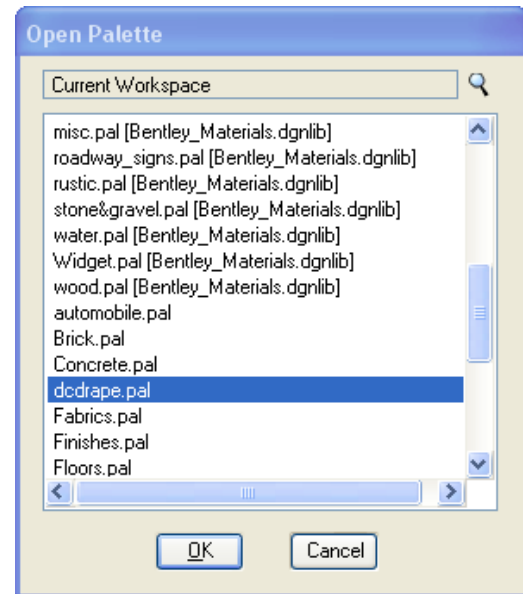 Open Palette
Current Workspace
misc.pal [Bentley_Materials.dgnlib]
roadway_signs.pal [Bentley_Materials.dgnlib]
rustic.pal [Bentley_Materials.dgnlib]
stone&gravel.pal [Bentley_Materials.dgnlib]
water.pal [Bentley_Materials.dgnlib]
Widget.pal [Bentley_Materials.dgnlib]
wood.pal [Bentley_Materials.dgnlib]
automobile.pal
Brick.pal
Concrete.pal
dcdrape.pal
Fabrics.pal
Finishes.pal
Floors.pal
OK Cancel